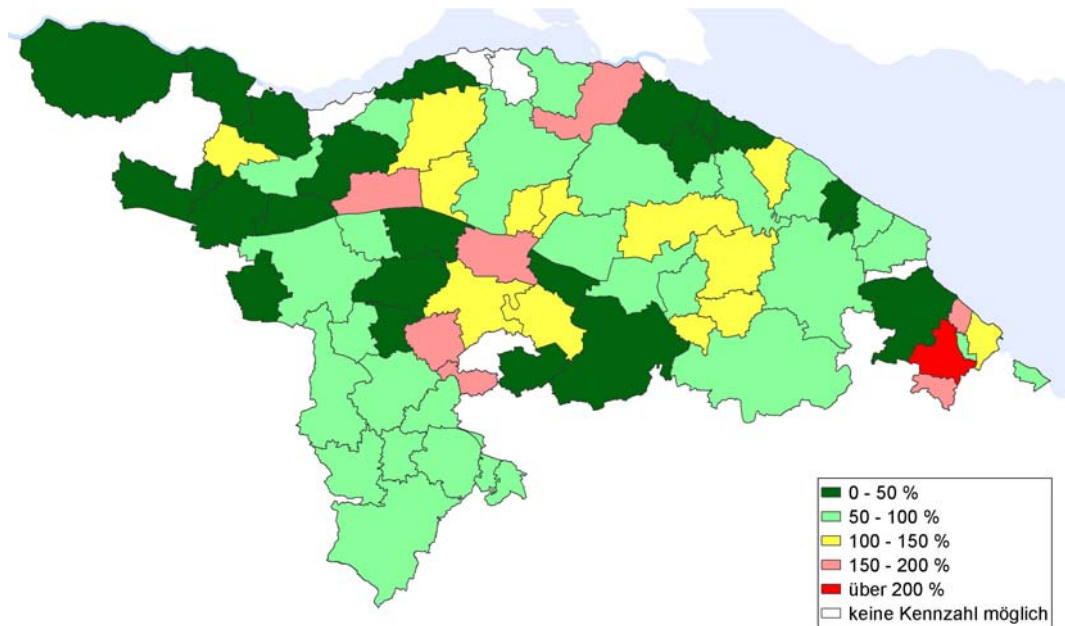 0 - 50 %
50 - 100 %
100 - 150 %
150 - 200 %
über 200 %
keine Kennzahl möglich